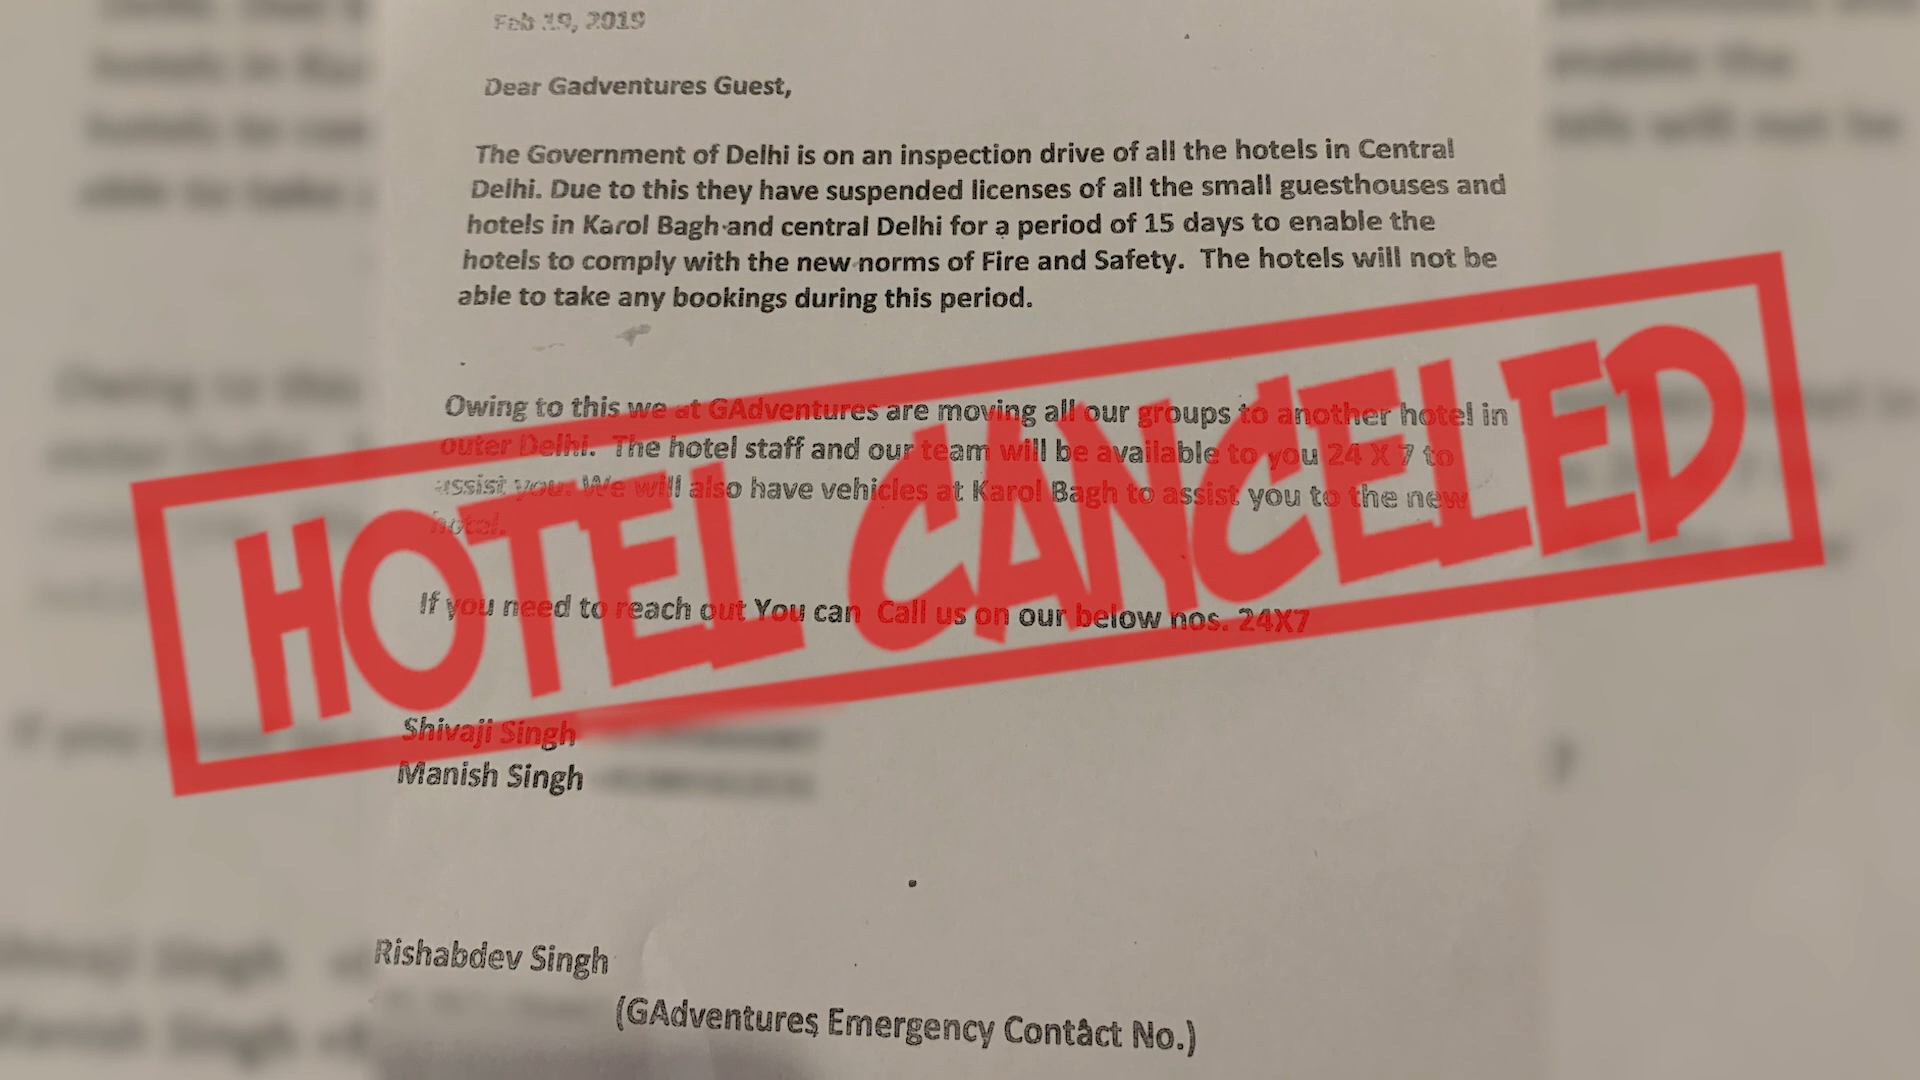 Feb 19, 2019
Dear Gadventures Guest,
The Government of Delhi is on an inspection drive of all the hotels in Central
Delhi. Due to this they have suspended licenses of all the small guesthouses and
hotels in Karol Bagh and central Delhi for a period of 15 days to enable the
hotels to comply with the new norms of Fire and Safety. The hotels will not be
able to take any bookings during this period.
Owing to this we at GAdventures are moving all our groups to another hotel in
outer Delhi. The hotel staff and our team will be available to you 24 X 7 to
assist you. We will also have vehicles at Karol Bagh to assist you to the new
hotel.
HOTEL CANCELED
If you need to reach out You can Call us on our below nos. 24X7
Shivaji Singh
Manish Singh
Rishabdev Singh
(GAdventures Emergency Contact No.)